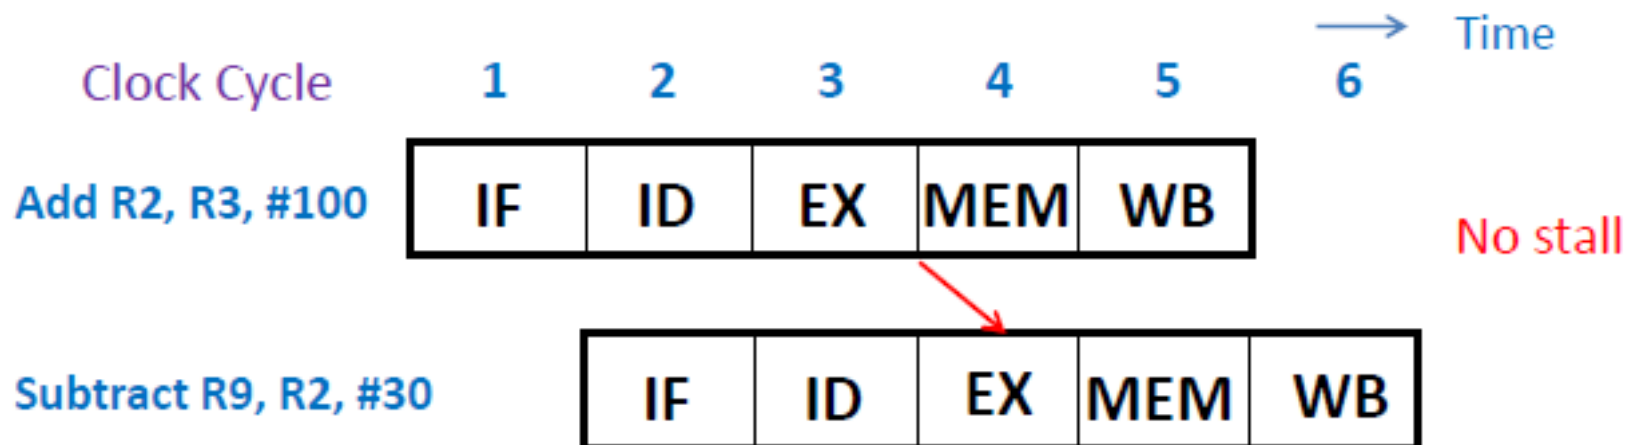 Time
Clock Cycle 1 2 3 4 5 6
Add R2, R3, #100 IF ID EX MEM WB
No stall
Subtract R9, R2, #30 IF ID EX MEM WB